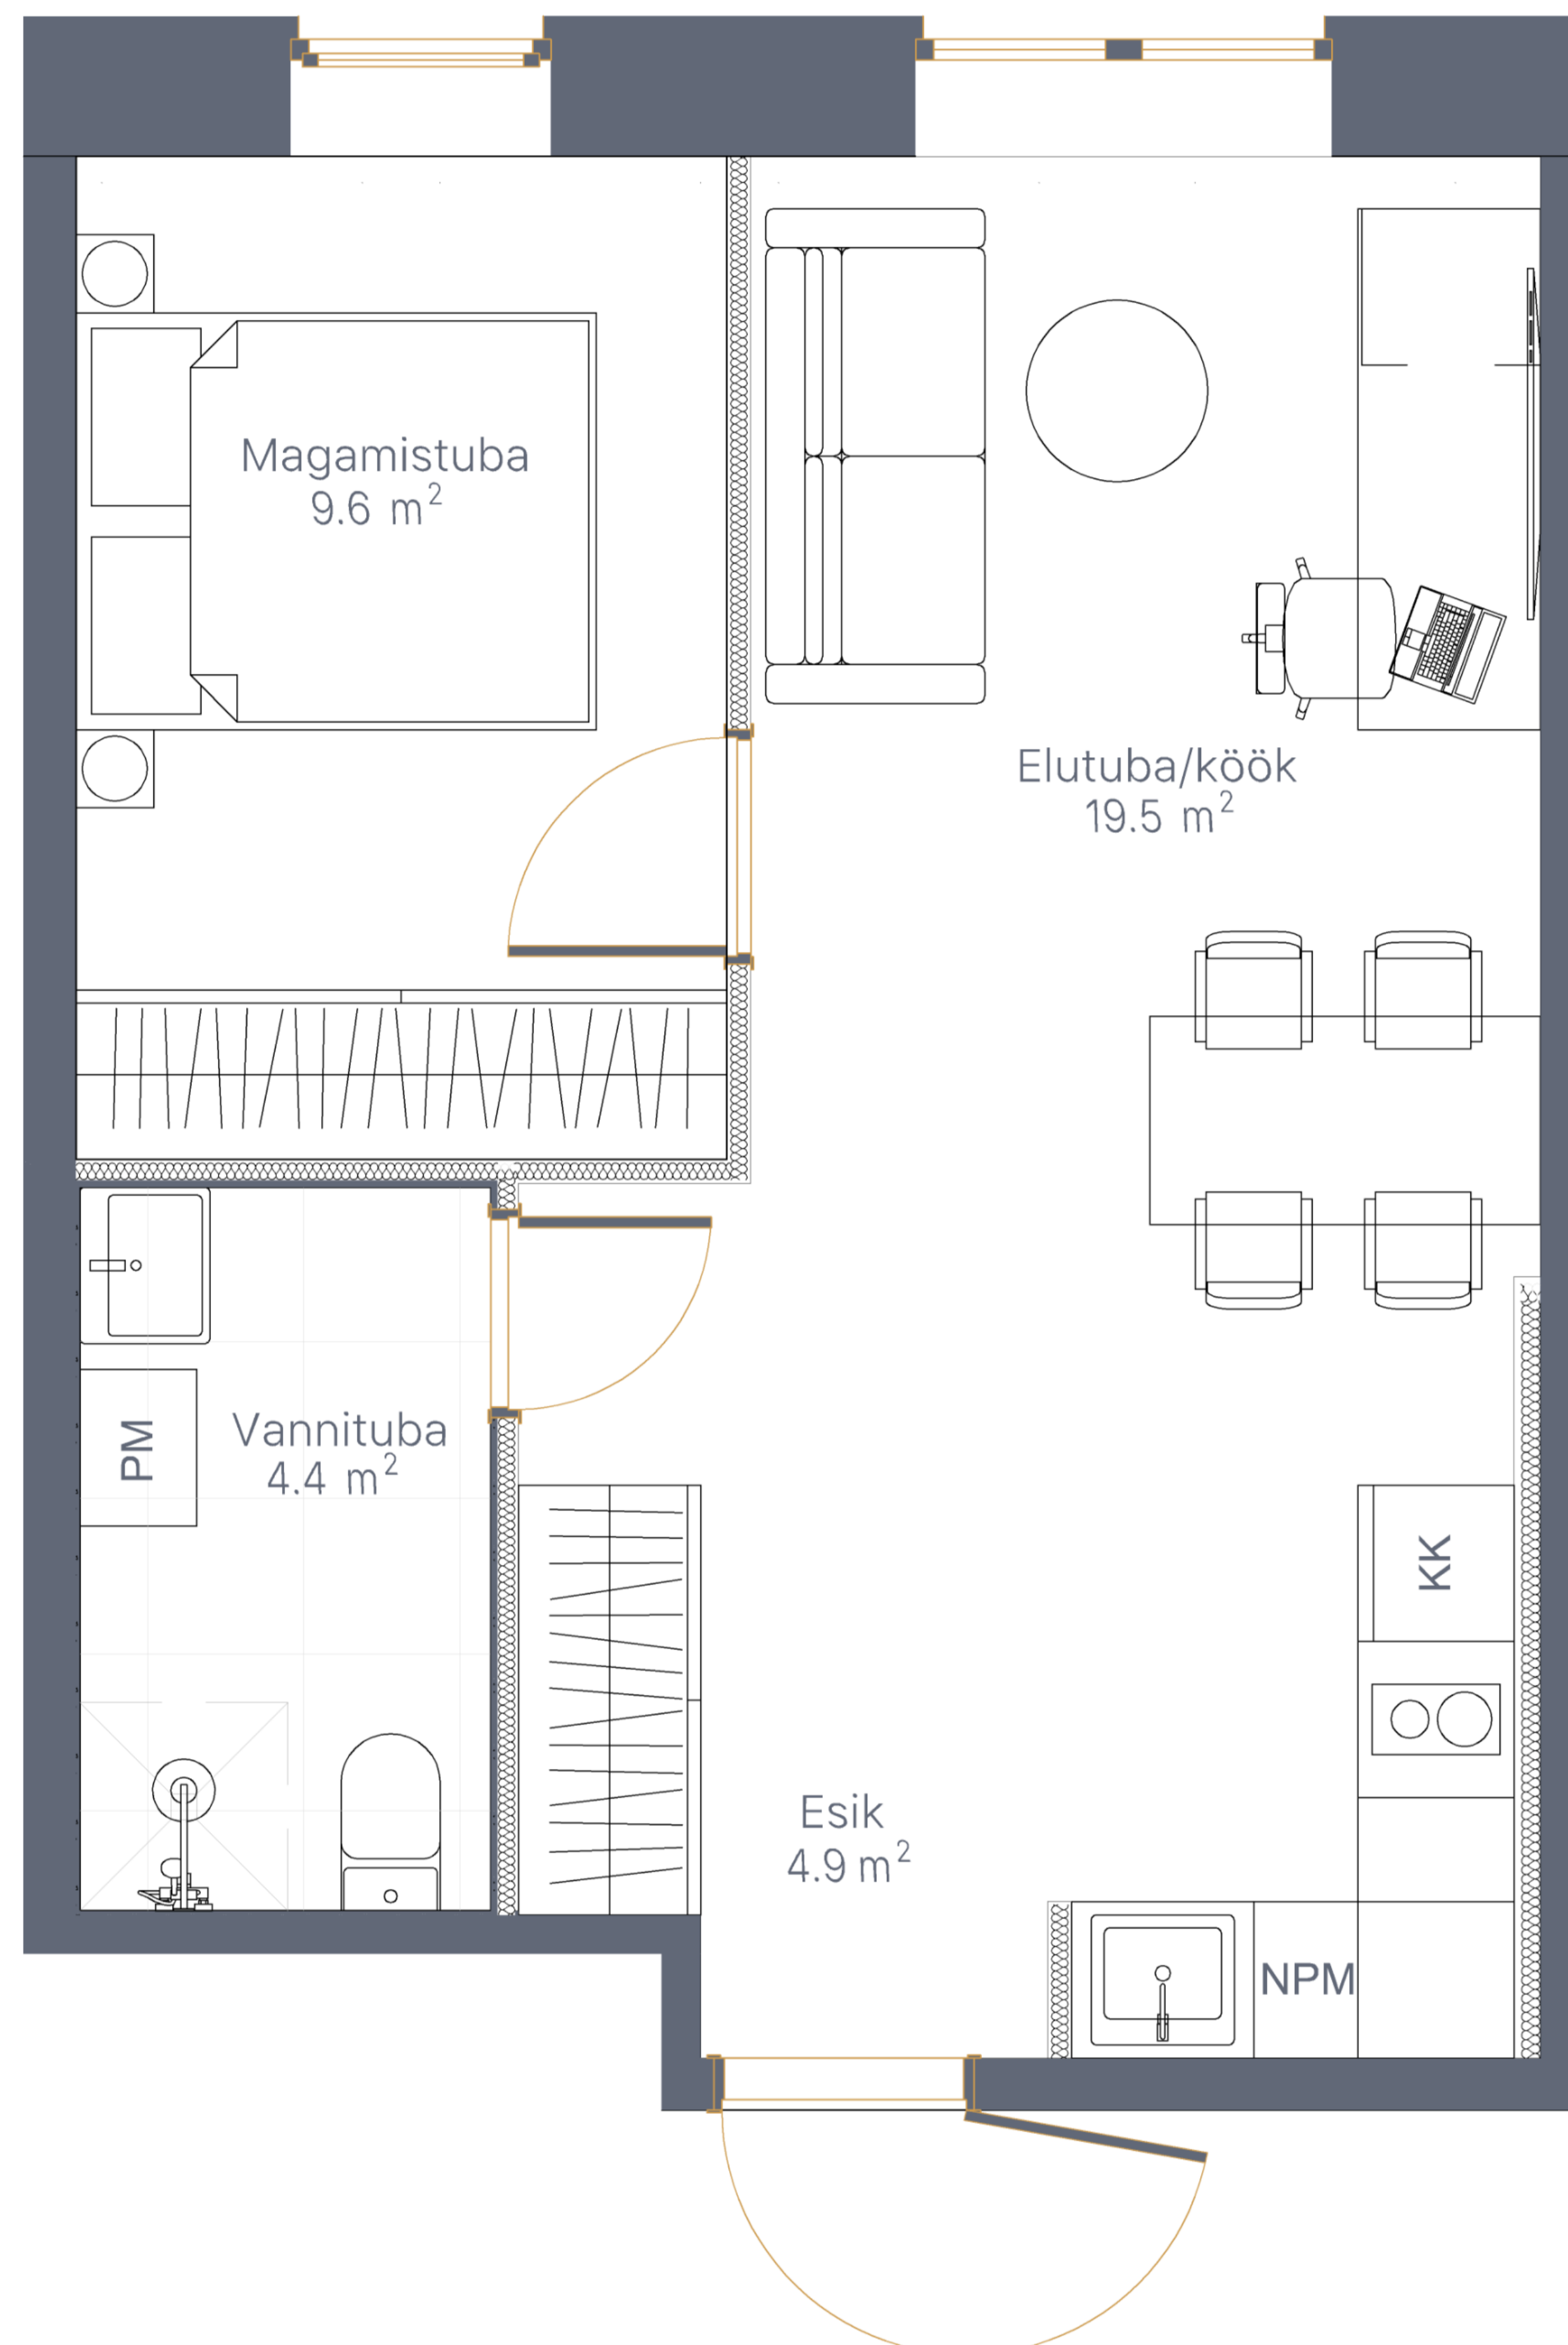 Magamistuba
9.6 m²
Elutuba/köök
19.5 m²
Vannituba
4.4 m²
PM
KK
Esik
4.9 m²
NPM